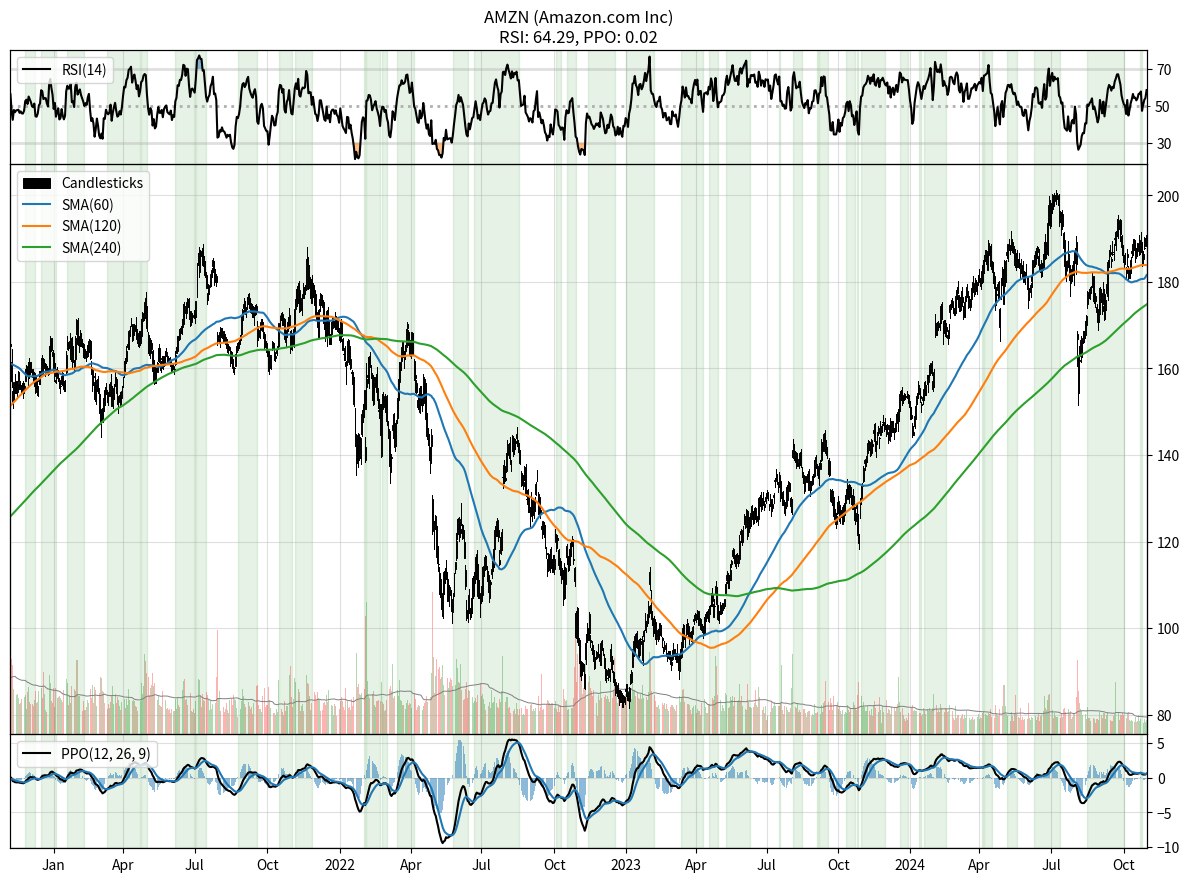 AMZN (Amazon.com Inc)
RSI: 64.29, PPO: 0.02
RSI(14)
70
50
30
Candlesticks
SMA(60)
SMA(120)
SMA(240)
200
180
160
140
120
100
80
PPO(12, 26, 9)
5
0
−5
−10
Jan Apr Jul Oct 2022 Apr Jul Oct 2023 Apr Jul Oct 2024 Apr Jul Oct